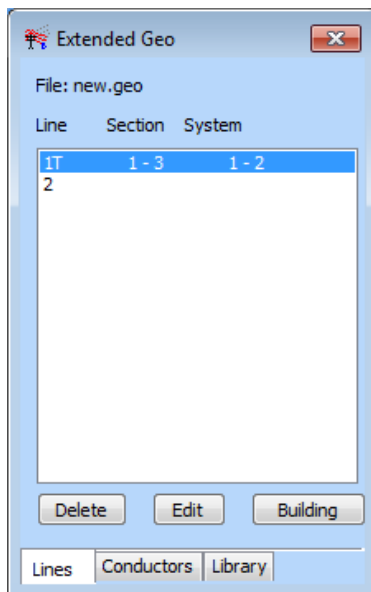 Extended Geo
File: new.geo
Line Section System
1T 1 - 3 1 - 2
2
Delete Edit Building
Lines Conductors Library